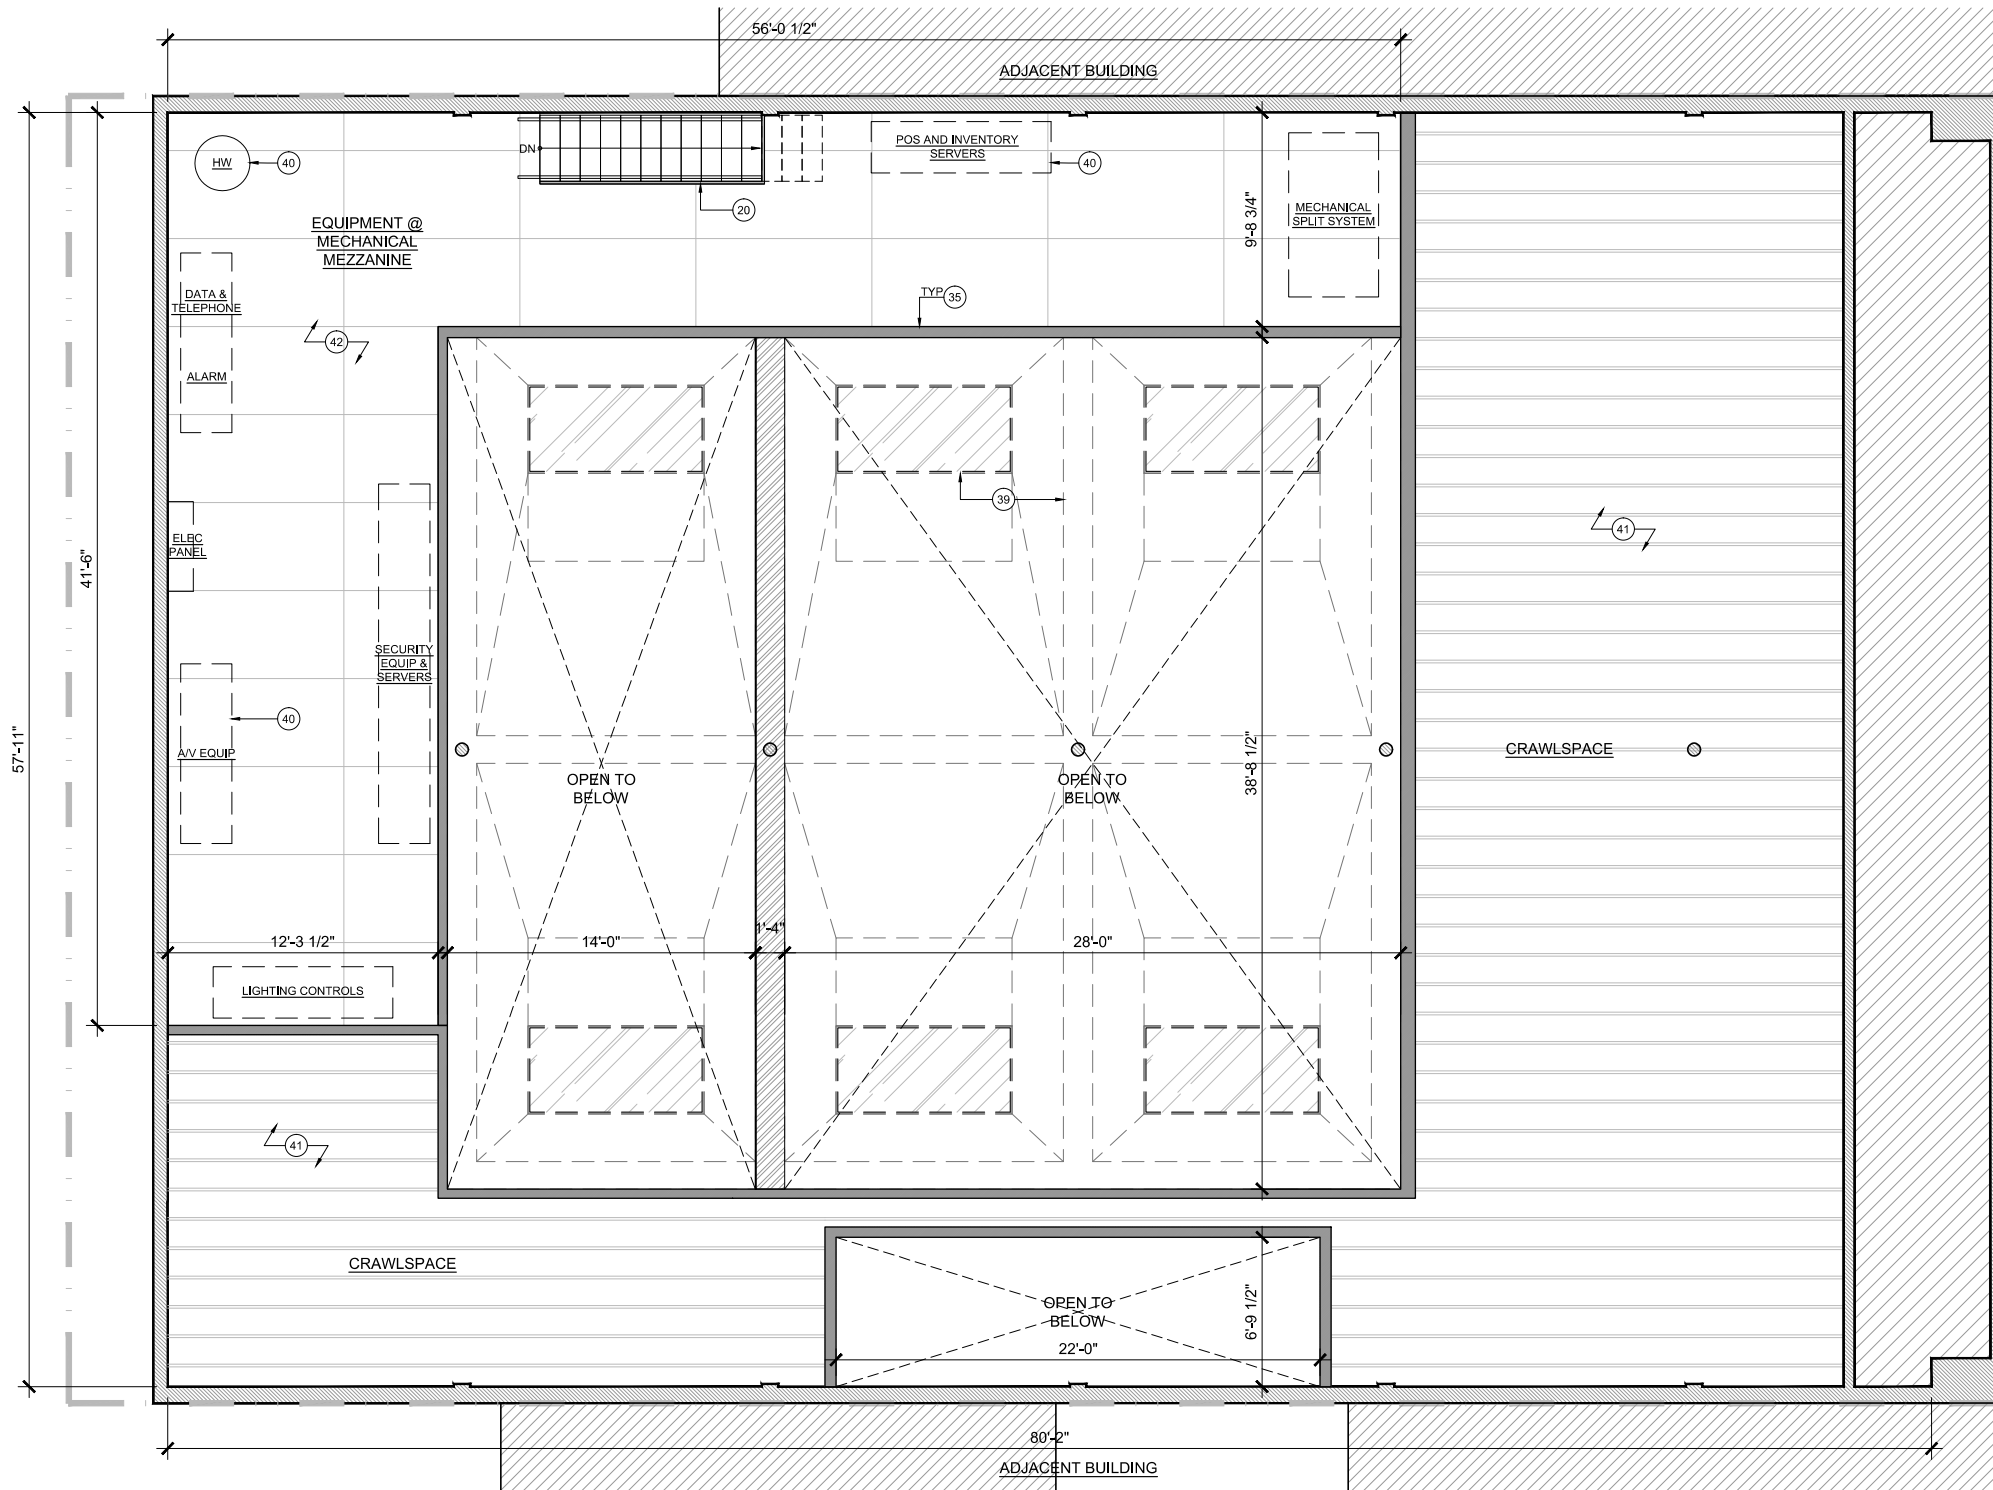 56'-0 1/2"
ADJACENT BUILDING
HW
40
DN
POS AND INVENTORY
SERVERS
40
20
MECHANICAL
SPLIT SYSTEM
9'-8 3/4"
EQUIPMENT @
MECHANICAL
MEZZANINE
DATA &
TELEPHONE
ALARM
42
TYP
35
39
41
41'-6"
57'-11"
ELEC
PANEL
SECURITY
EQUIP &
SERVERS
40
A/V EQUIP
OPEN TO
BELOW
OPEN TO
BELOW
38'-8 1/2"
CRAWLSPACE
12'-3 1/2"
14'-0"
1'-4"
28'-0"
LIGHTING CONTROLS
41
CRAWLSPACE
OPEN TO
BELOW
6'-9 1/2"
22'-0"
80'-2"
ADJACENT BUILDING